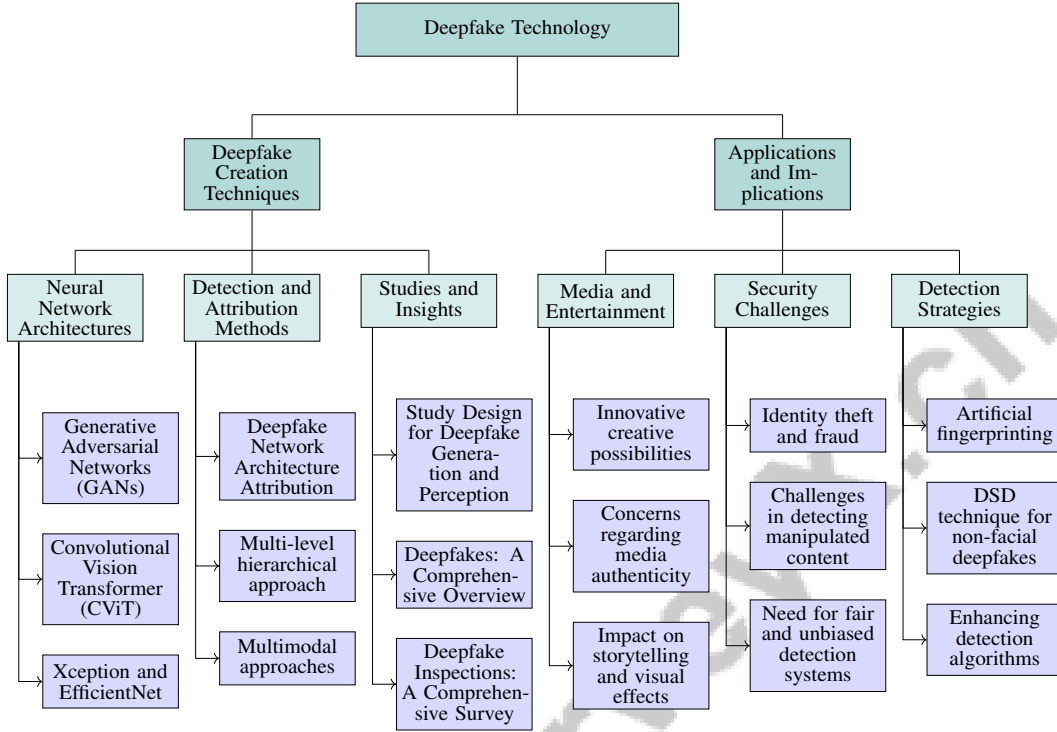 Deepfake Technology
Deepfake
Creation
Techniques
Applications
and Im-
plications
Neural
Network
Architectures
Detection and
Attribution
Methods
Studies and
Insights
Media and
Entertainment
Security
Challenges
Detection
Strategies
Generative
Adversarial
Networks
(GANs)
Convolutional
Vision
Transformer
(CViT)
Xception and
EfficientNet
Deepfake
Network
Architecture
Attribution
Multi-level
hierarchical
approach
Multimodal
approaches
Study Design
for Deepfake
Genera-
tion and
Perception
Deepfakes: A
Comprehen-
sive Overview
Deepfake
Inspections:
A Comprehen-
sive Survey
Innovative
creative
possibilities
Concerns
regarding
media
authenticity
Impact on
storytelling
and visual
effects
Identity theft
and fraud
Challenges
in detecting
manipulated
content
Need for fair
and unbiased
detection
systems
Artificial
fingerprinting
DSD
technique for
non-facial
deepfakes
Enhancing
detection
algorithms